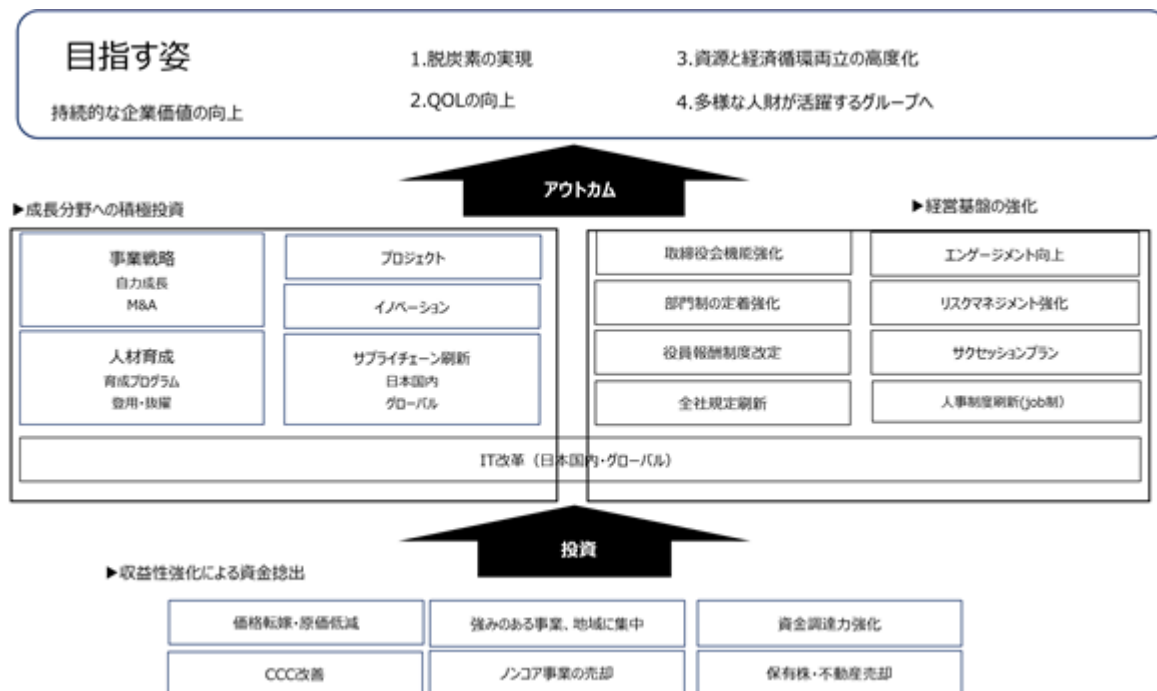 目指す姿
持続的な企業価値の向上
1.脱炭素の実現
2.QOLの向上
3.資源と経済循環両立の高度化
4.多様な人財が活躍するグループへ
アウトカム
▶成長分野への積極投資
▶経営基盤の強化
事業戦略
自力成長
M&A
プロジェクト
イノベーション
人材育成
育成プログラム
登用・抜擢
サプライチェーン刷新
日本国内
グローバル
取締役会機能強化
エンゲージメント向上
部門制の定着強化
リスクマネジメント強化
役員報酬制度改定
サクセッションプラン
全社規定刷新
人事制度刷新(job制)
IT改革(日本国内・グローバル)
投資
▶収益性強化による資金捻出
価格転嫁・原価低減
強みのある事業、地域に集中
資金調達力強化
CCC改善
ノンコア事業の売却
保有株・不動産売却